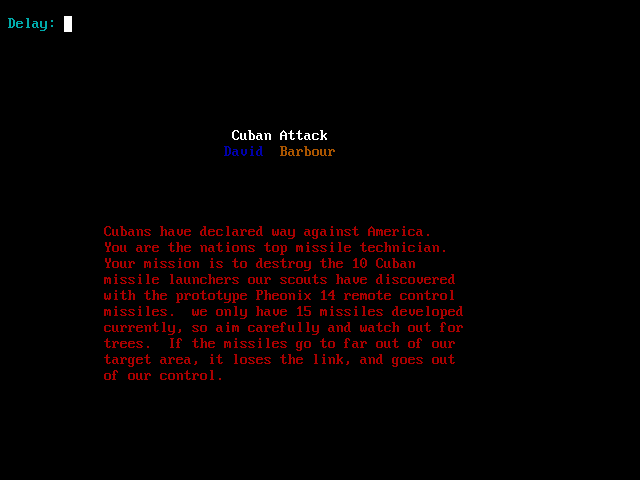 Delay:
Cuban Attack
David  Barbour
Cubans have declared way against America.
You are the nations top missile technician.
Your mission is to destroy the 10 Cuban
missile launchers our scouts have discovered
with the prototype Pheonix 14 remote control
missiles.  we only have 15 missiles developed
currently, so aim carefully and watch out for
trees.  If the missiles go to far out of our
target area, it loses the link, and goes out
of our control.